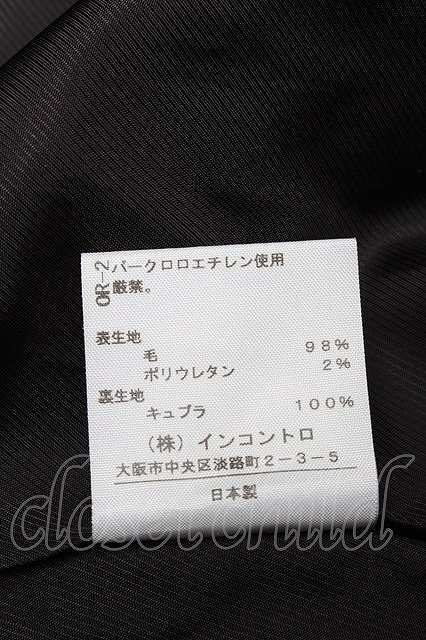 OR-2
パークロロエチレン使用
厳禁。
表生地
毛 98%
ポリウレタン 2%
裏生地
キュプラ 100%
(株)インコントロ
大阪市中央区淡路町2-3-5
日本製
closet child